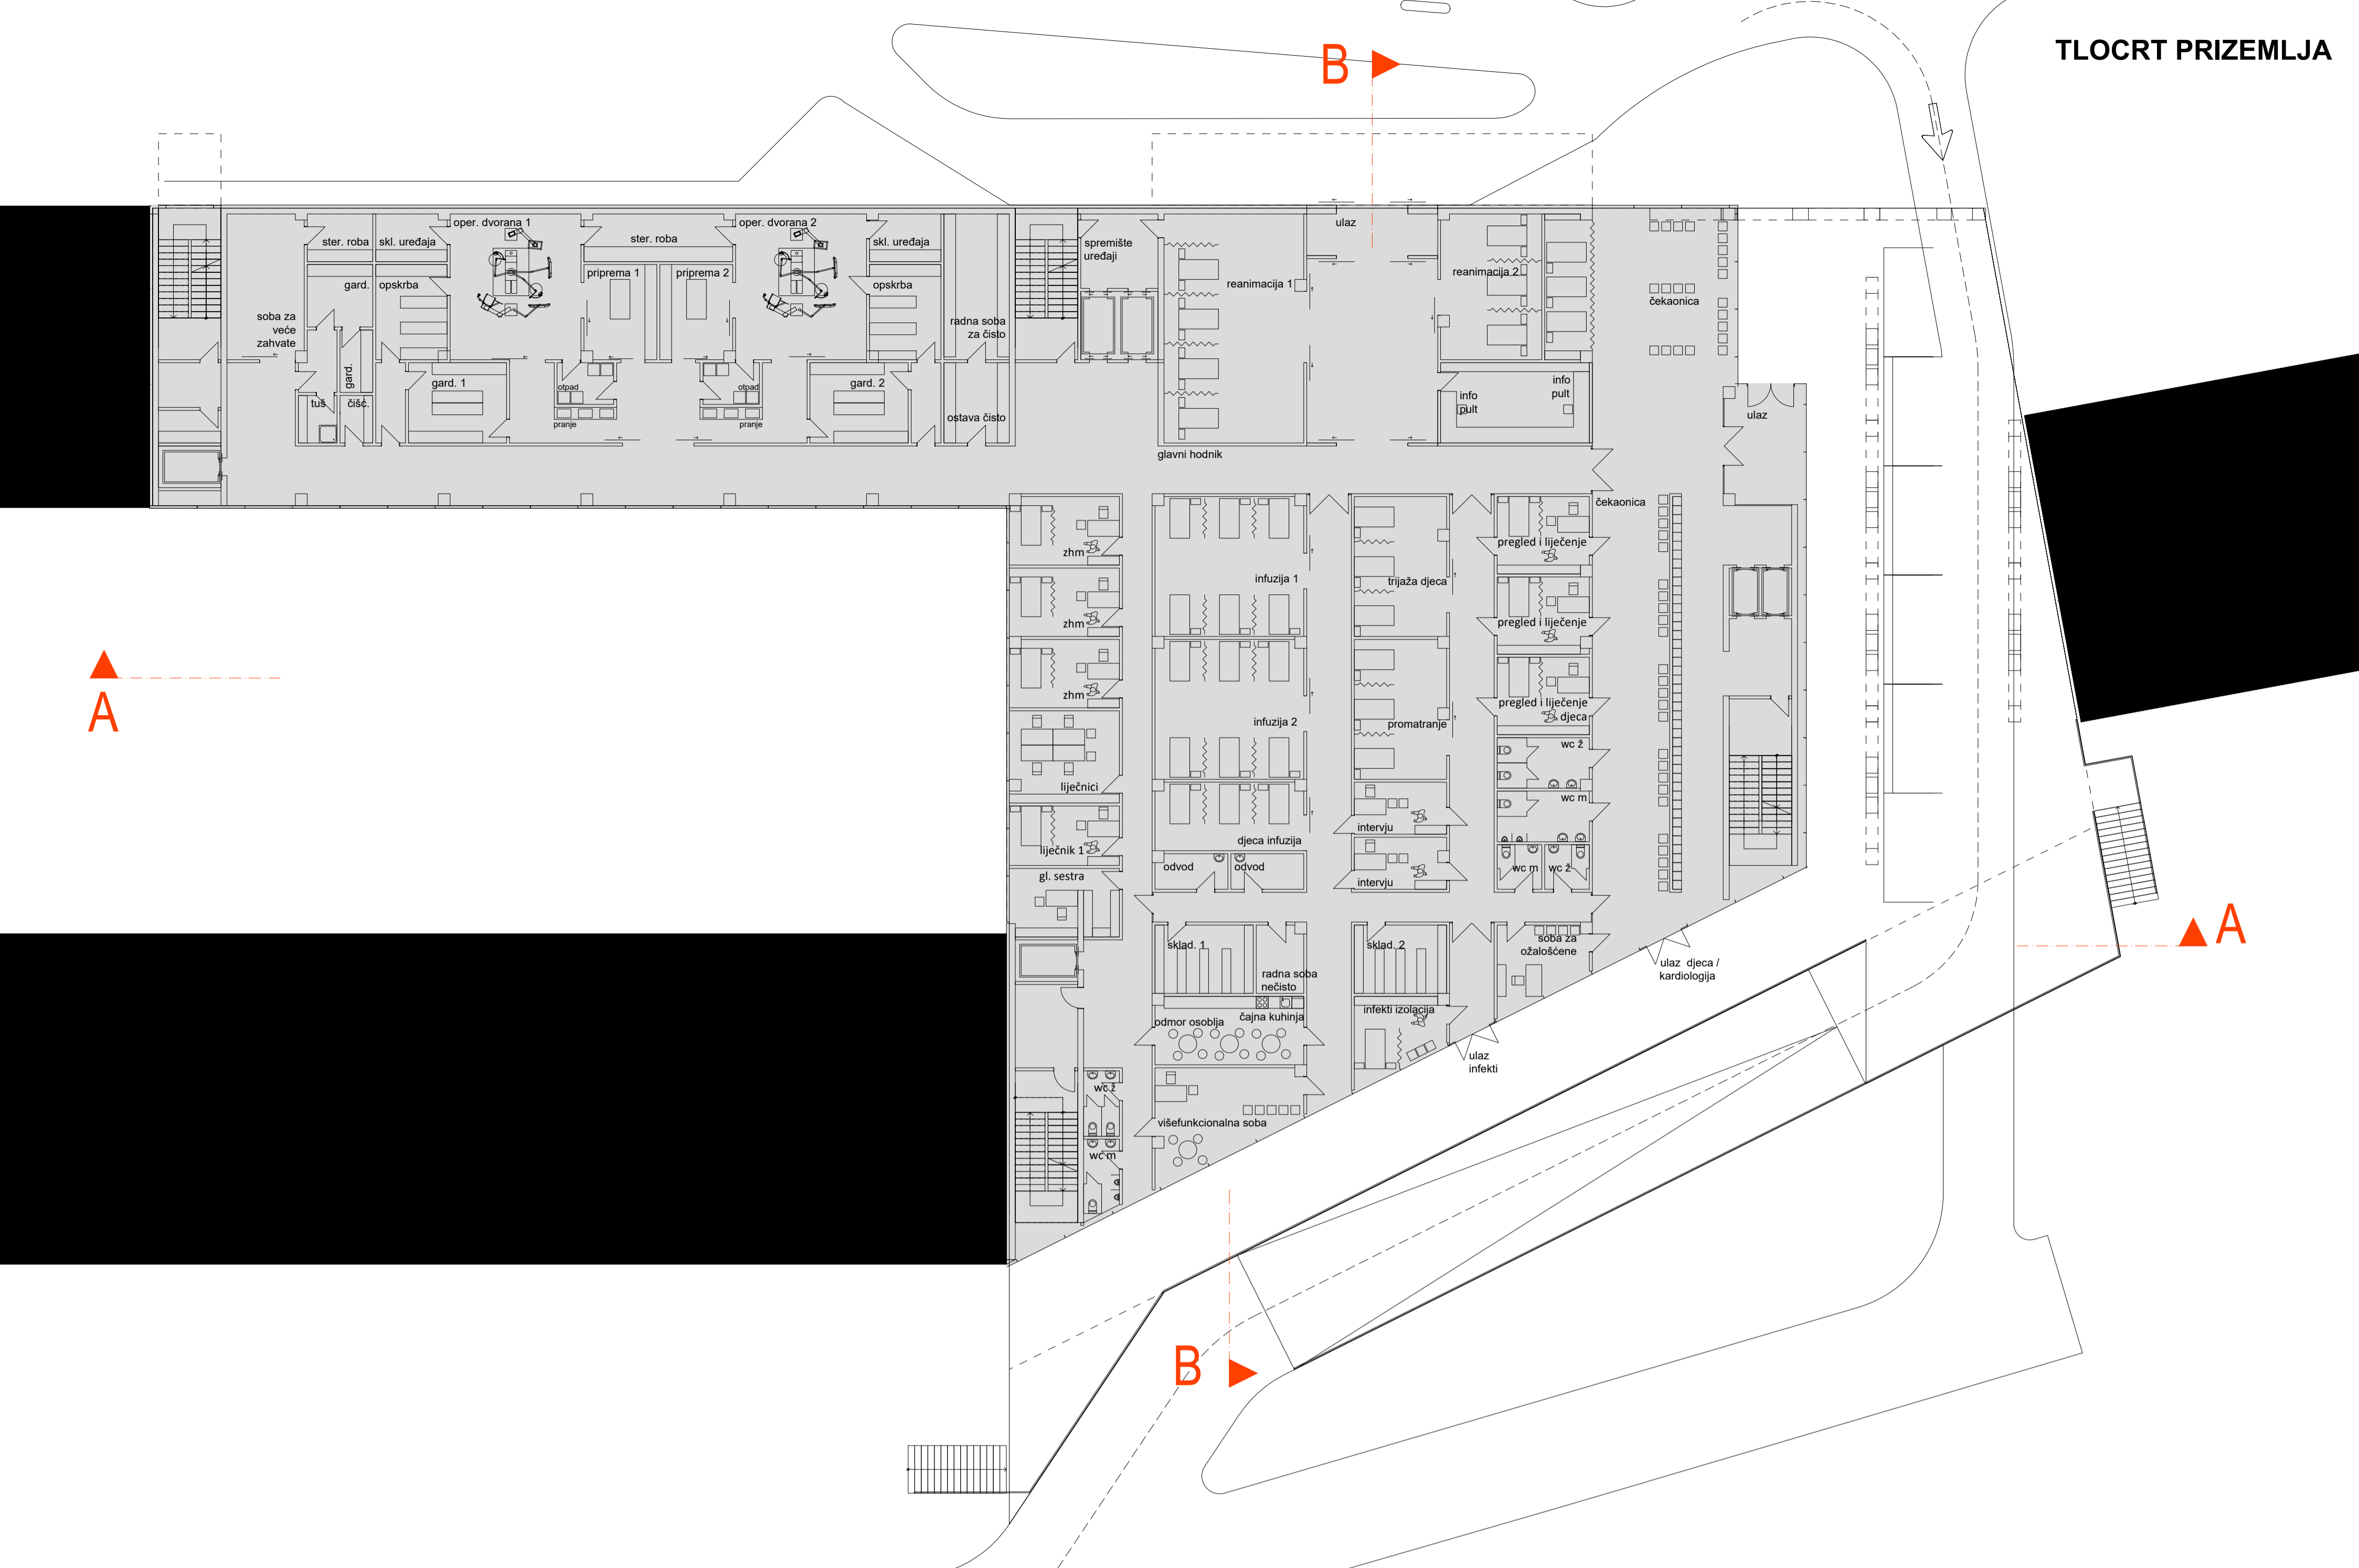 TLOCRT PRIZEMLJA
B
oper. dvorana 1
oper. dvorana 2
ulaz
ster. roba
skl. uređaja
ster. roba
skl. uređaja
spremište
uređaji
priprema 1
priprema 2
reanimacija 1
reanimacija 2
gard.
opskrba
opskrba
čekaonica
soba za
veće
zahvate
radna soba
za čisto
gard.
gard. 1
otpad
otpad
gard. 2
info
pult
info
pult
tuš
čišć.
pranje
pranje
ostava čisto
ulaz
glavni hodnik
čekaonica
zhm
pregled i liječenje
infuzija 1
trijaža djeca
zhm
pregled i liječenje
zhm
pregled i liječenje
djeca
infuzija 2
promatranje
A
wc ž
liječnici
wc m
intervju
djeca infuzija
liječnik 1
odvod
odvod
wc m
wc ž
gl. sestra
intervju
A
sklad. 1
sklad. 2
soba za
ožalošćene
ulaz djeca /
kardiologija
radna soba
nečisto
infekti izolacija
odmor osoblja
čajna kuhinja
ulaz
infekti
wc ž
višefunkcionalna soba
wc m
B